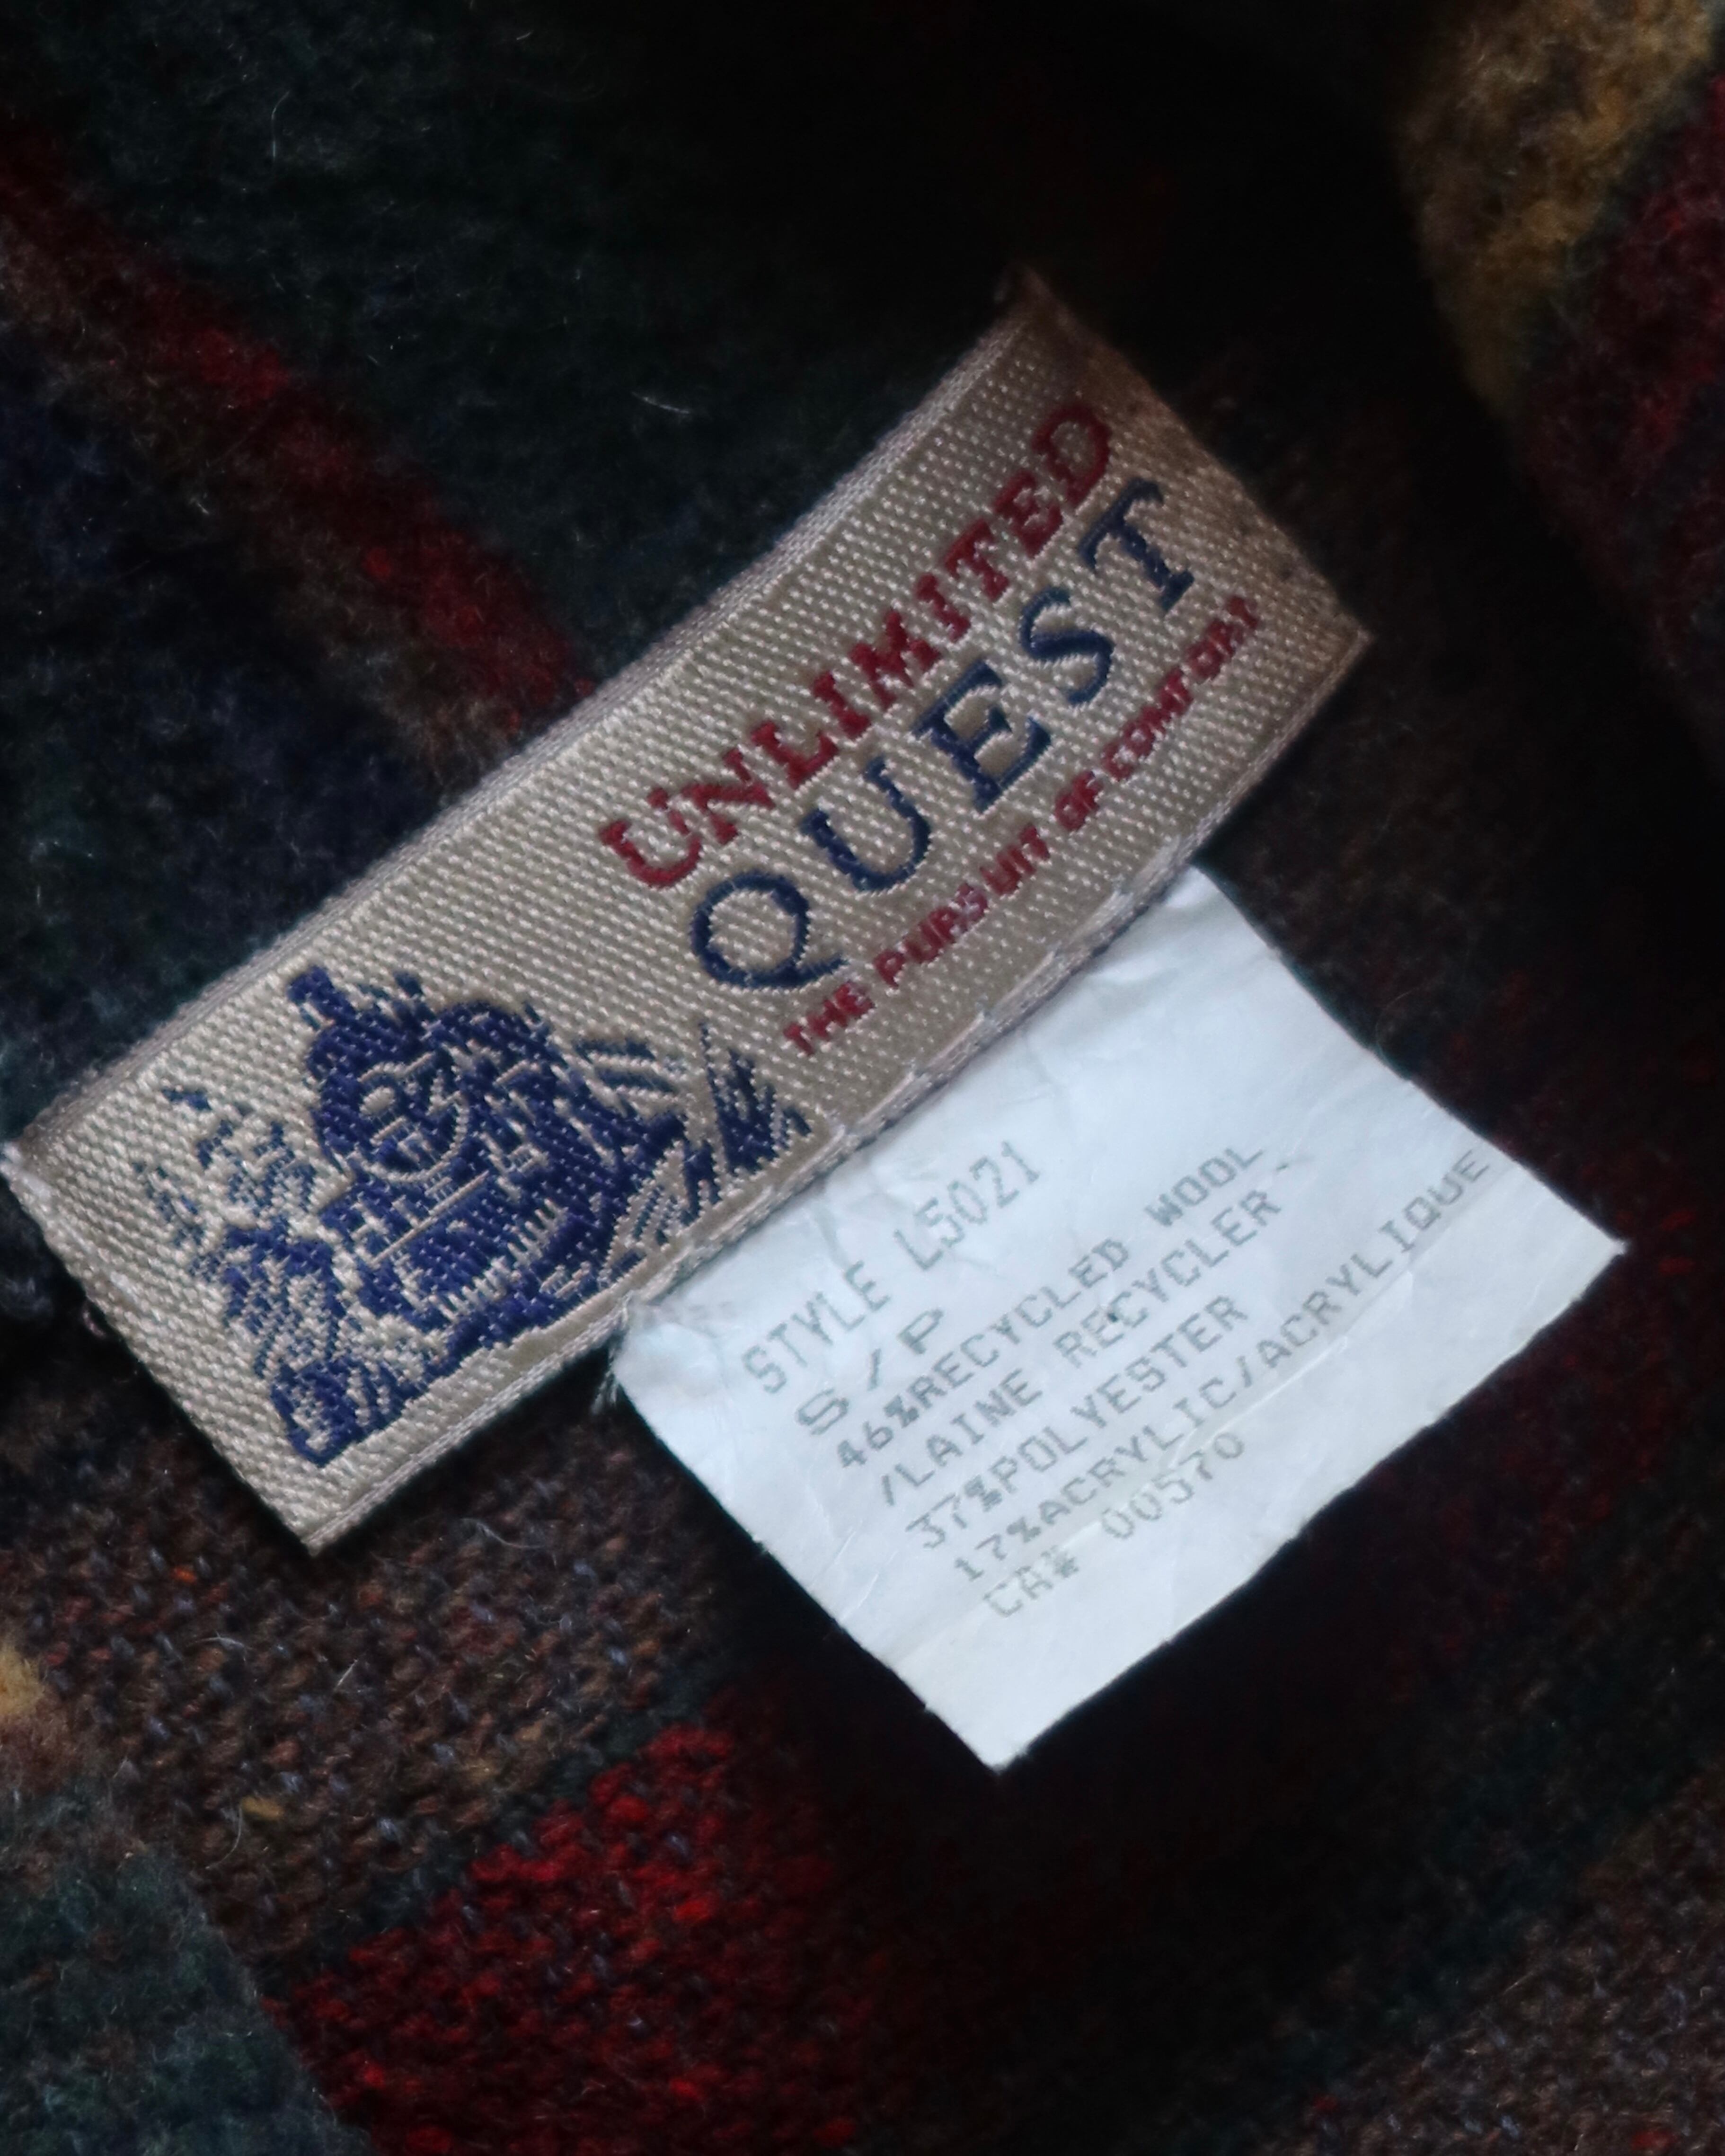 UNLIMITED
QUEST
THE PURSUIT OF COMFORT
STYLE L5021
S/P
46%RECYCLED WOOL
/LAINE RECYCLER
37%POLYESTER
17%ACRYLIC/ACRYLIQUE
CA# 00570